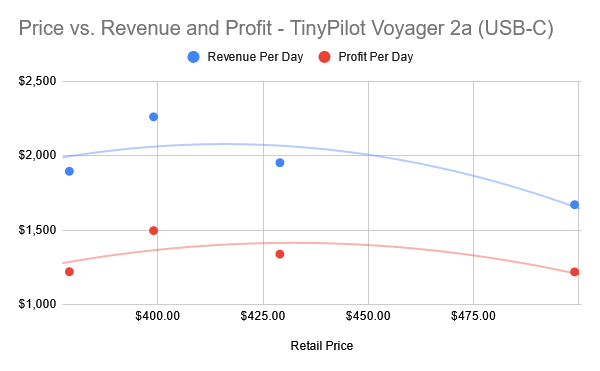 Price vs. Revenue and Profit - TinyPilot Voyager 2a (USB-C)
Revenue Per Day
Profit Per Day
$2,500
$2,000
$1,500
$1,000
$400.00
$425.00
$450.00
$475.00
Retail Price